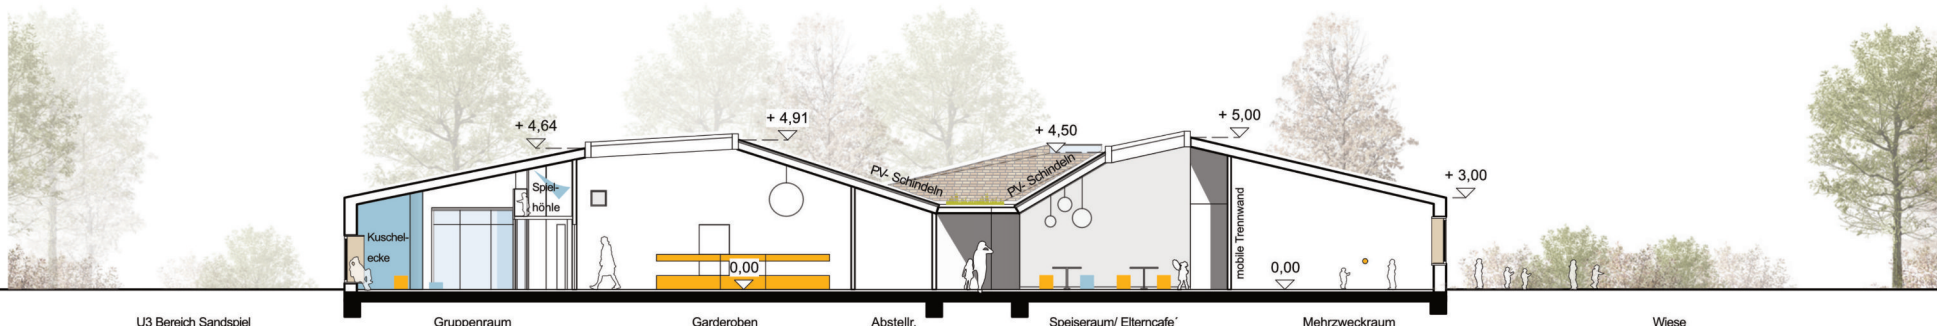 + 4,64
+ 4,91
+ 4,50
+ 5,00
+ 3,00
PV- Schindeln
PV- Schindeln
Spiel-
höhle
Kuschel-
ecke
mobile Trennwand
0,00
0,00
U3 Bereich Sandspiel
Gruppenraum
Garderoben
Abstellr.
Speiseraum/ Elterncafe´
Mehrzweckraum
Wiese